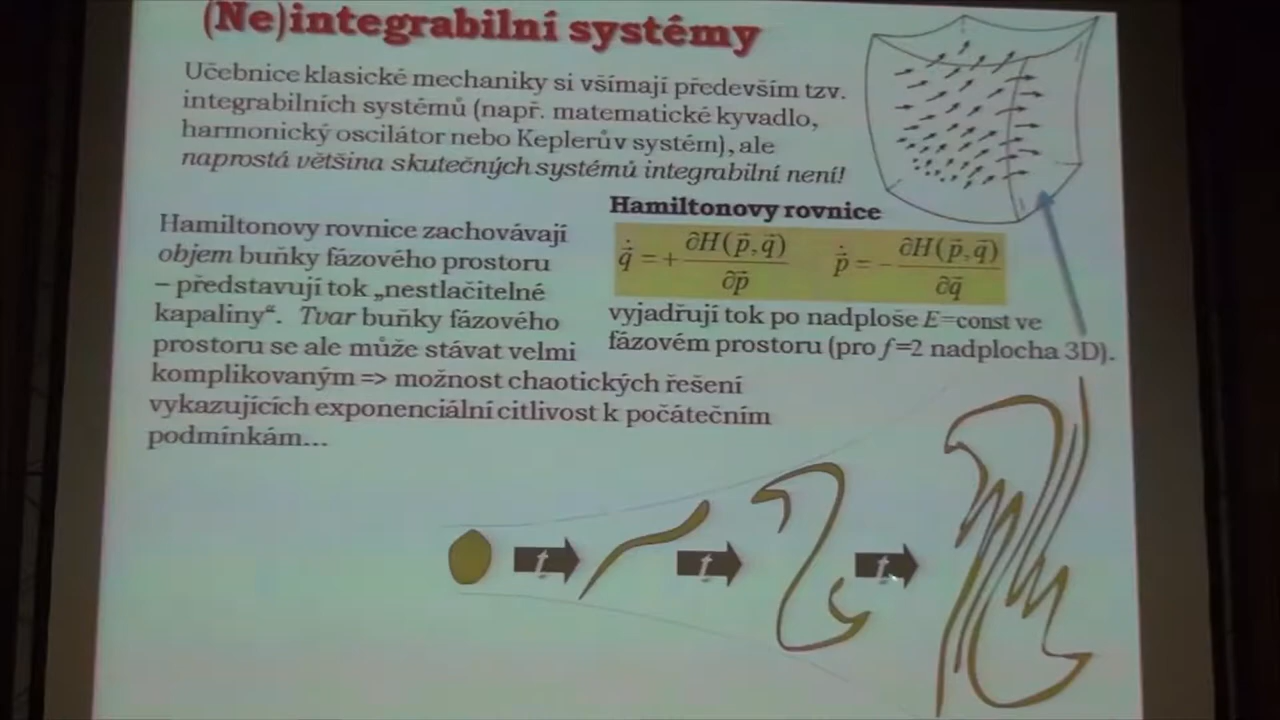 (Ne)integrabilní systémy
Učebnice klasické mechaniky si všímají především tzv.
integrabilních systémů (např. matematické kyvadlo,
harmonický oscilátor nebo Keplerův systém), ale
naprostá většina skutečných systémů integrabilní není!
Hamiltonovy rovnice zachovávají
objem buňky fázového prostoru
– představují tok „nestlačitelné
kapaliny“. Tvar buňky fázového
prostoru se ale může stávat velmi
komplikovaným => možnost chaotických řešení
vykazujících exponenciální citlivost k počátečním
podmínkám...
Hamiltonovy rovnice
q̇⃗ = + ∂H(p⃗,q⃗) / ∂p⃗   ṗ⃗ = − ∂H(p⃗,q⃗) / ∂q⃗
vyjadřují tok po nadploše E=const ve
fázovém prostoru (pro f=2 nadplocha 3D).
t
t
t